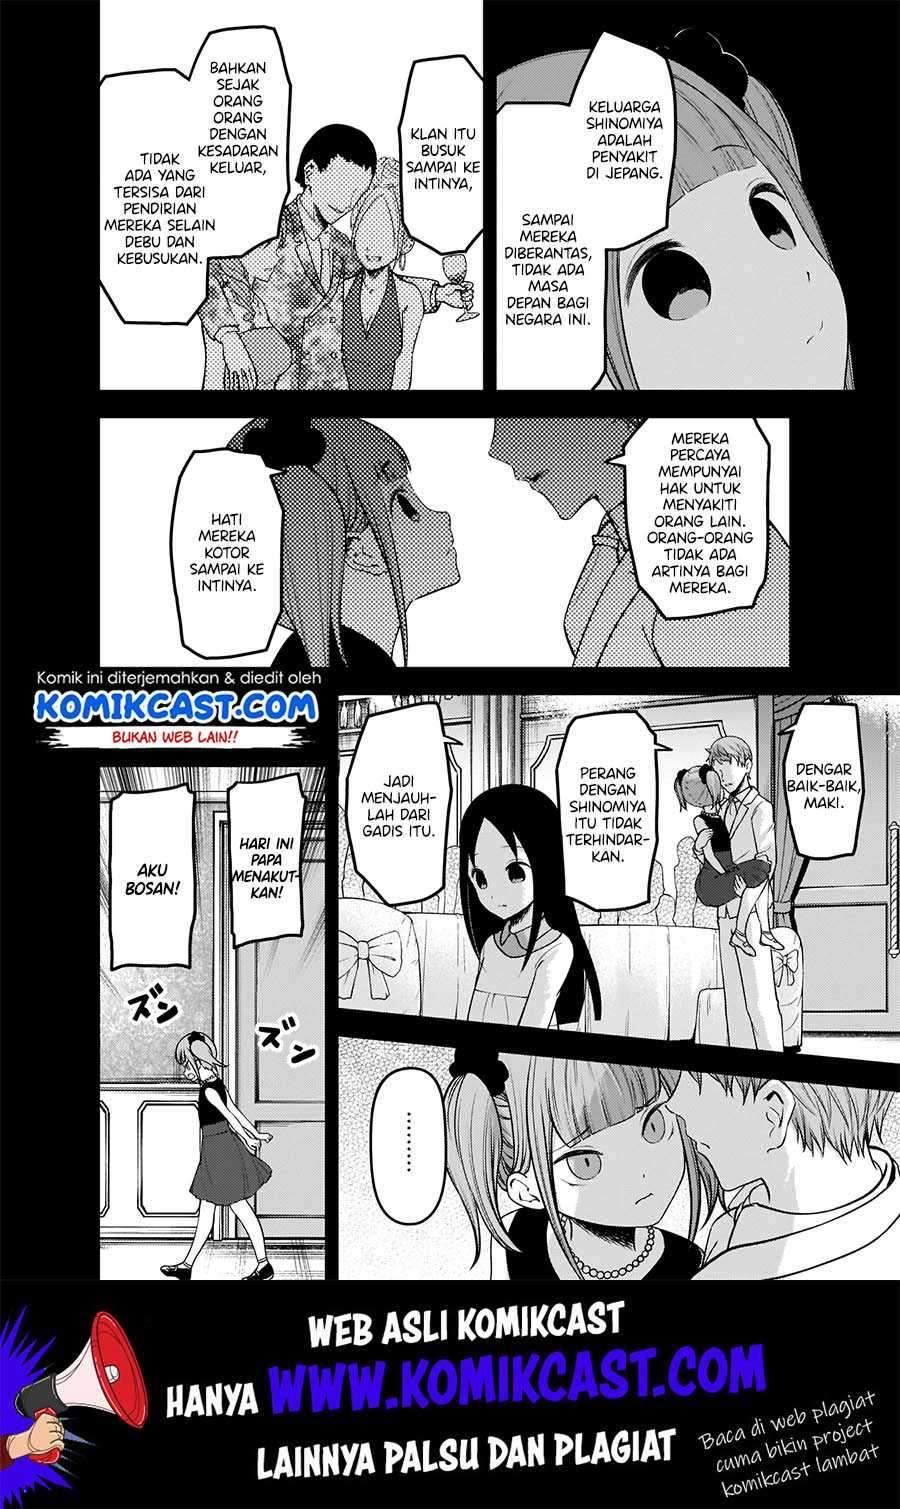 KELUARGA
SHINOMIYA
ADALAH
PENYAKIT
DI JEPANG.
SAMPAI
MEREKA
DIBERANTAS,
TIDAK ADA
MASA
DEPAN BAGI
NEGARA INI.
KLAN ITU
BUSUK
SAMPAI KE
INTINYA,
BAHKAN
SEJAK
ORANG
ORANG
DENGAN
KESADARAN
KELUAR,
TIDAK
ADA YANG
TERSISA DARI
PENDIRIAN
MEREKA SELAIN
DEBU DAN
KEBUSUKAN.
MEREKA
PERCAYA
MEMPUNYAI
HAK UNTUK
MENYAKITI
ORANG LAIN.
ORANG-ORANG
TIDAK ADA
ARTINYA BAGI
MEREKA.
HATI
MEREKA
KOTOR
SAMPAI KE
INTINYA.
Komik ini diterjemahkan & diedit oleh
KOMIKCAST.COM
BUKAN WEB LAIN!!
DENGAR
BAIK-BAIK,
MAKI.
PERANG
DENGAN
SHINOMIYA
ITU TIDAK
TERHINDAR-
KAN.
JADI
MENJAUH-
LAH DARI
GADIS ITU.
………
HARI INI
PAPA
MENAKUT-
KAN!
AKU
BOSAN!
ズン
ズン
WEB ASLI KOMIKCAST
HANYA WWW.KOMIKCAST.COM
LAINNYA PALSU DAN PLAGIAT
Baca di web plagiat
cuma bikin project
komikcast lambat